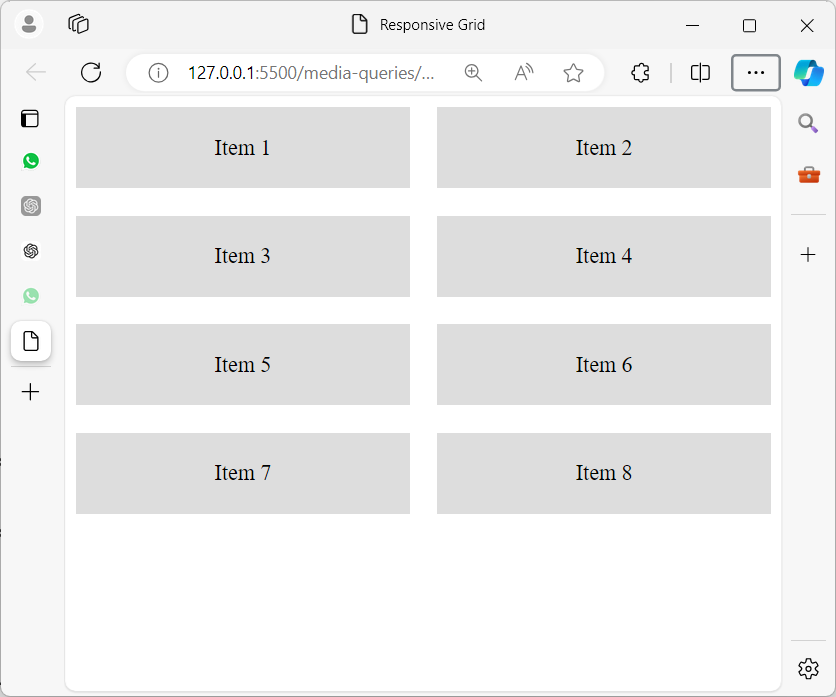 Responsive Grid
127.0.0.1:5500/media-queries/...
Item 1
Item 2
Item 3
Item 4
Item 5
Item 6
Item 7
Item 8